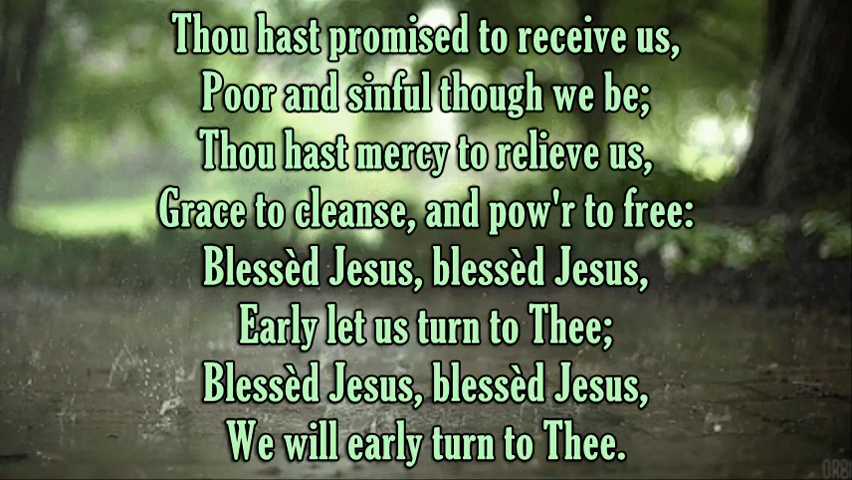 Thou hast promised to receive us,
Poor and sinful though we be;
Thou hast mercy to relieve us,
Grace to cleanse, and pow'r to free:
Blessèd Jesus, blessèd Jesus,
Early let us turn to Thee;
Blessèd Jesus, blessèd Jesus,
We will early turn to Thee.